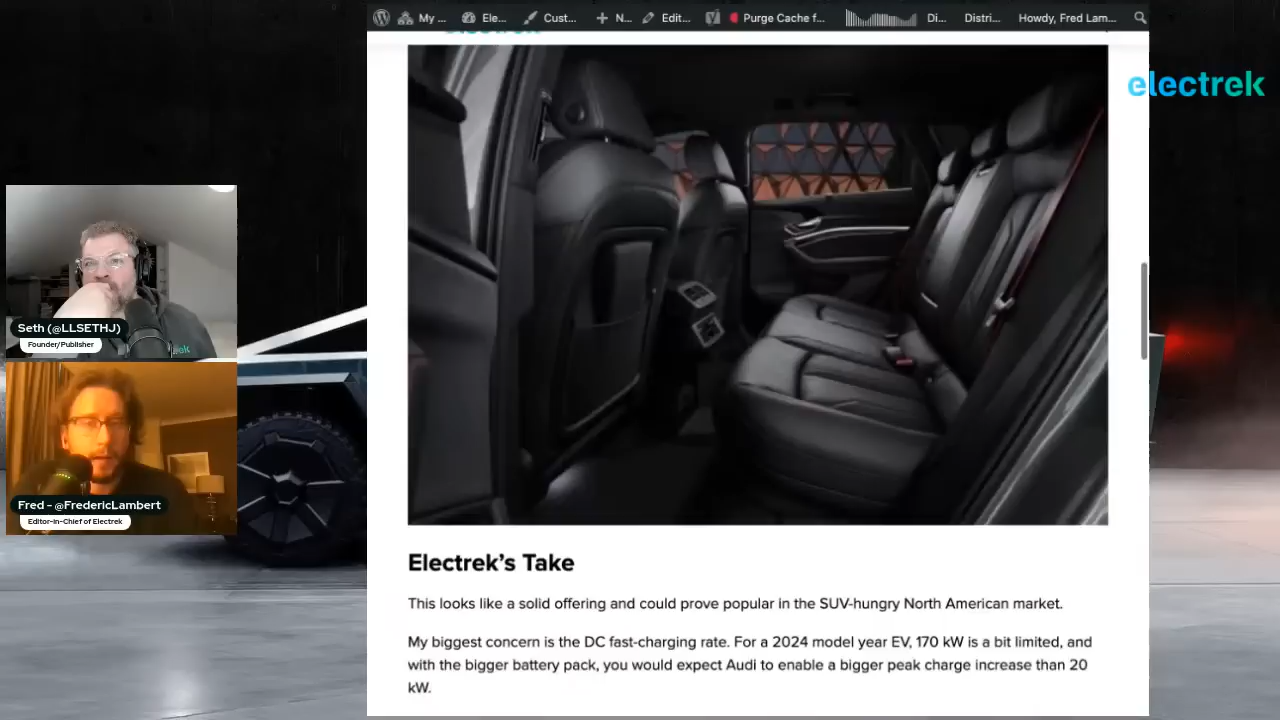 My ...
Ele...
Cust...
N...
Edit...
Purge Cache f...
Di...
Distri...
Howdy, Fred Lam...
electrek
Seth (@LLSETHJ)
Founder/Publisher
Fred - @FredericLambert
Editor-in-Chief of Electrek
Electrek's Take
This looks like a solid offering and could prove popular in the SUV-hungry North American market.
My biggest concern is the DC fast-charging rate. For a 2024 model year EV, 170 kW is a bit limited, and
with the bigger battery pack, you would expect Audi to enable a bigger peak charge increase than 20
kW.